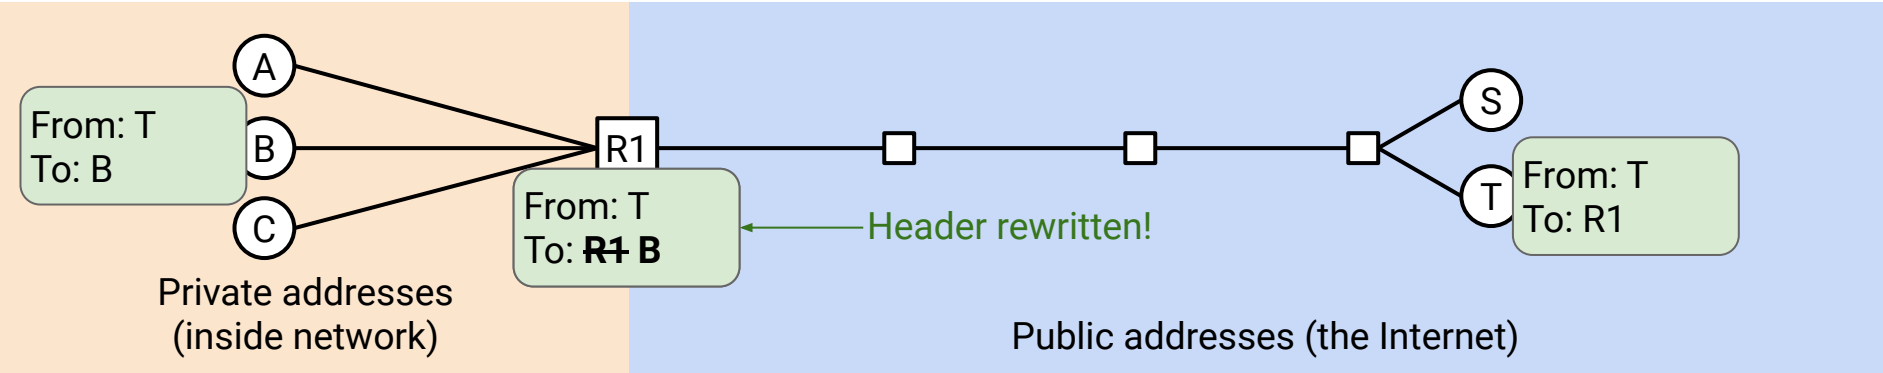 A
From: T
To: B
B
C
Private addresses
(inside network)
R1
From: T
To: R1 B
Header rewritten!
S
T
From: T
To: R1
Public addresses (the Internet)